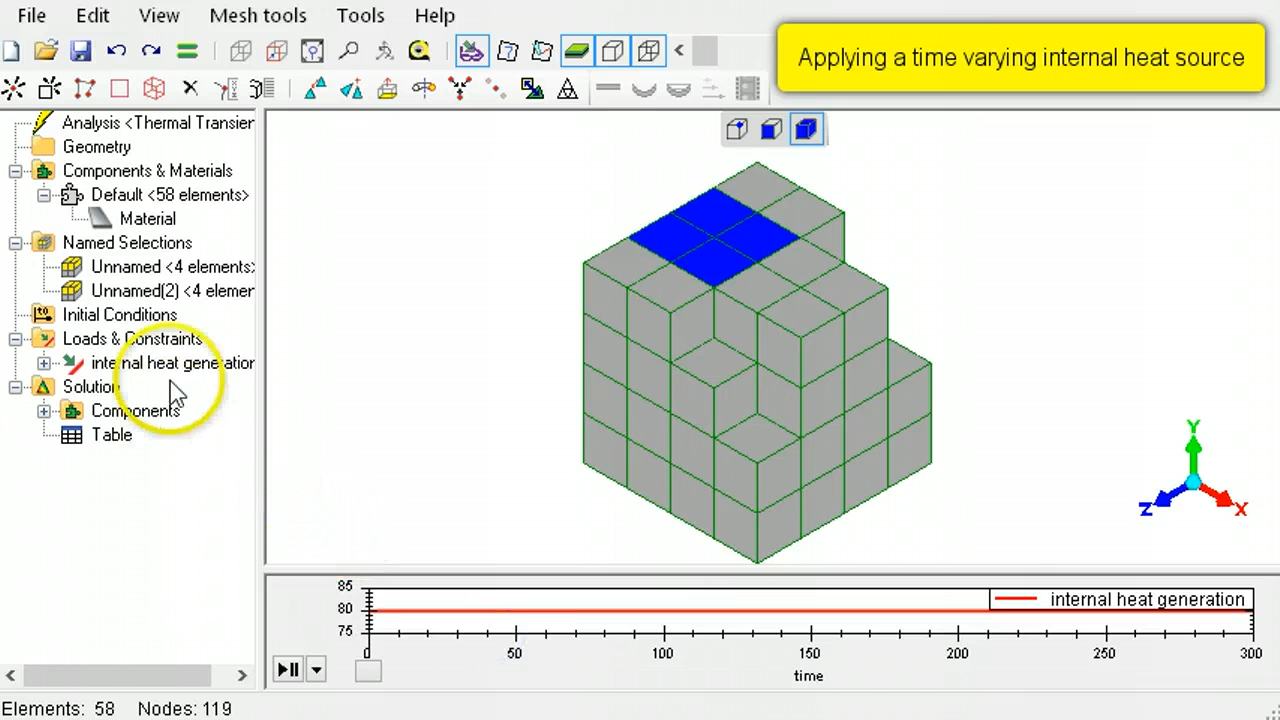 File Edit View Mesh tools Tools Help
Applying a time varying internal heat source
Analysis <Thermal Transier
Geometry
Components & Materials
Default <58 elements>
Material
Named Selections
Unnamed <4 elements>
Unnamed(2) <4 elemer
Initial Conditions
Loads & Constraints
internal heat generation
Solution
Components
Table
Y
Z
X
85
80
75
internal heat generation
0 50 100 150 200 250 300
time
Elements: 58 Nodes: 119